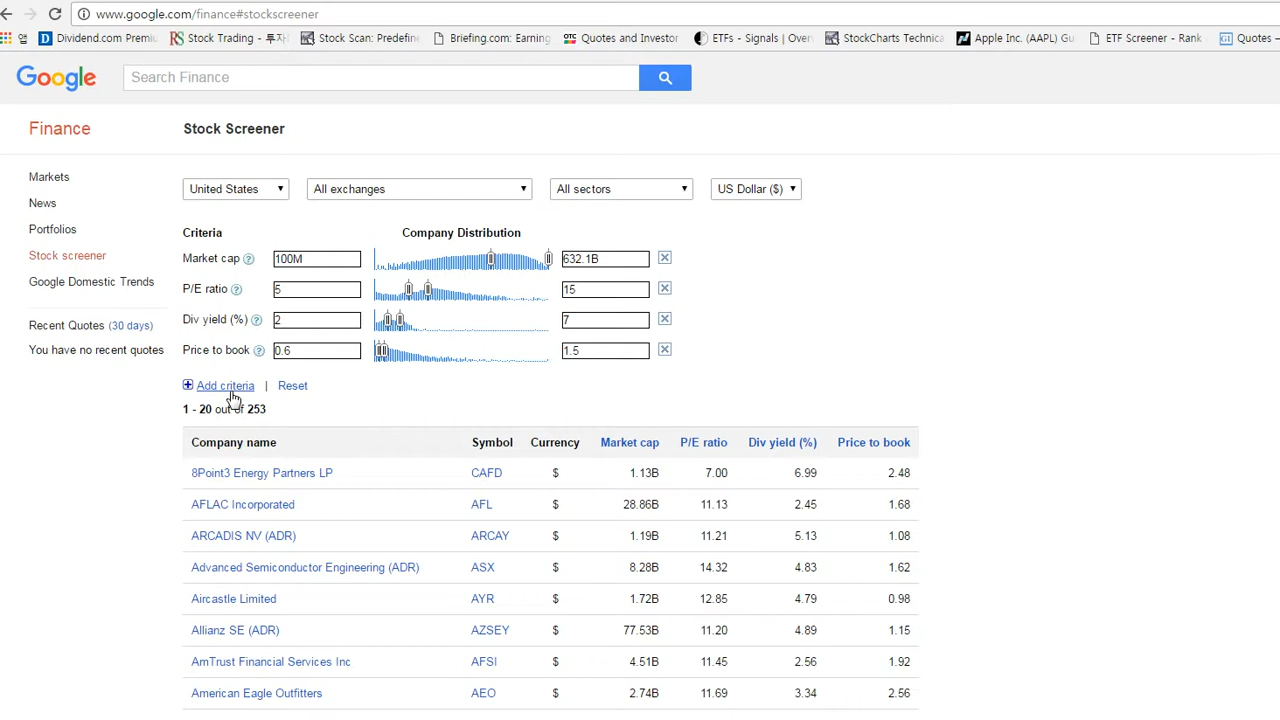 www.google.com/finance#stockscreener
앱 Dividend.com Premiu Stock Trading - 투자 Stock Scan: Predefine Briefing.com: Earning OTC Quotes and Investor ETFs - Signals | Over StockCharts Technica Apple Inc. (AAPL) Gu ETF Screener - Rank Quotes –
Google Search Finance
Finance Stock Screener
Markets
News
Portfolios
Stock screener
Google Domestic Trends
Recent Quotes (30 days)
You have no recent quotes
United States All exchanges All sectors US Dollar ($)
Criteria Company Distribution
Market cap ? 100M 632.1B
P/E ratio ? 5 15
Div yield (%) ? 2 7
Price to book ? 0.6 1.5
Add criteria | Reset
1 - 20 out of 253
Company name Symbol Currency Market cap P/E ratio Div yield (%) Price to book
8Point3 Energy Partners LP CAFD $ 1.13B 7.00 6.99 2.48
AFLAC Incorporated AFL $ 28.86B 11.13 2.45 1.68
ARCADIS NV (ADR) ARCAY $ 1.19B 11.21 5.13 1.08
Advanced Semiconductor Engineering (ADR) ASX $ 8.28B 14.32 4.83 1.62
Aircastle Limited AYR $ 1.72B 12.85 4.79 0.98
Allianz SE (ADR) AZSEY $ 77.53B 11.20 4.89 1.15
AmTrust Financial Services Inc AFSI $ 4.51B 11.45 2.56 1.92
American Eagle Outfitters AEO $ 2.74B 11.69 3.34 2.56